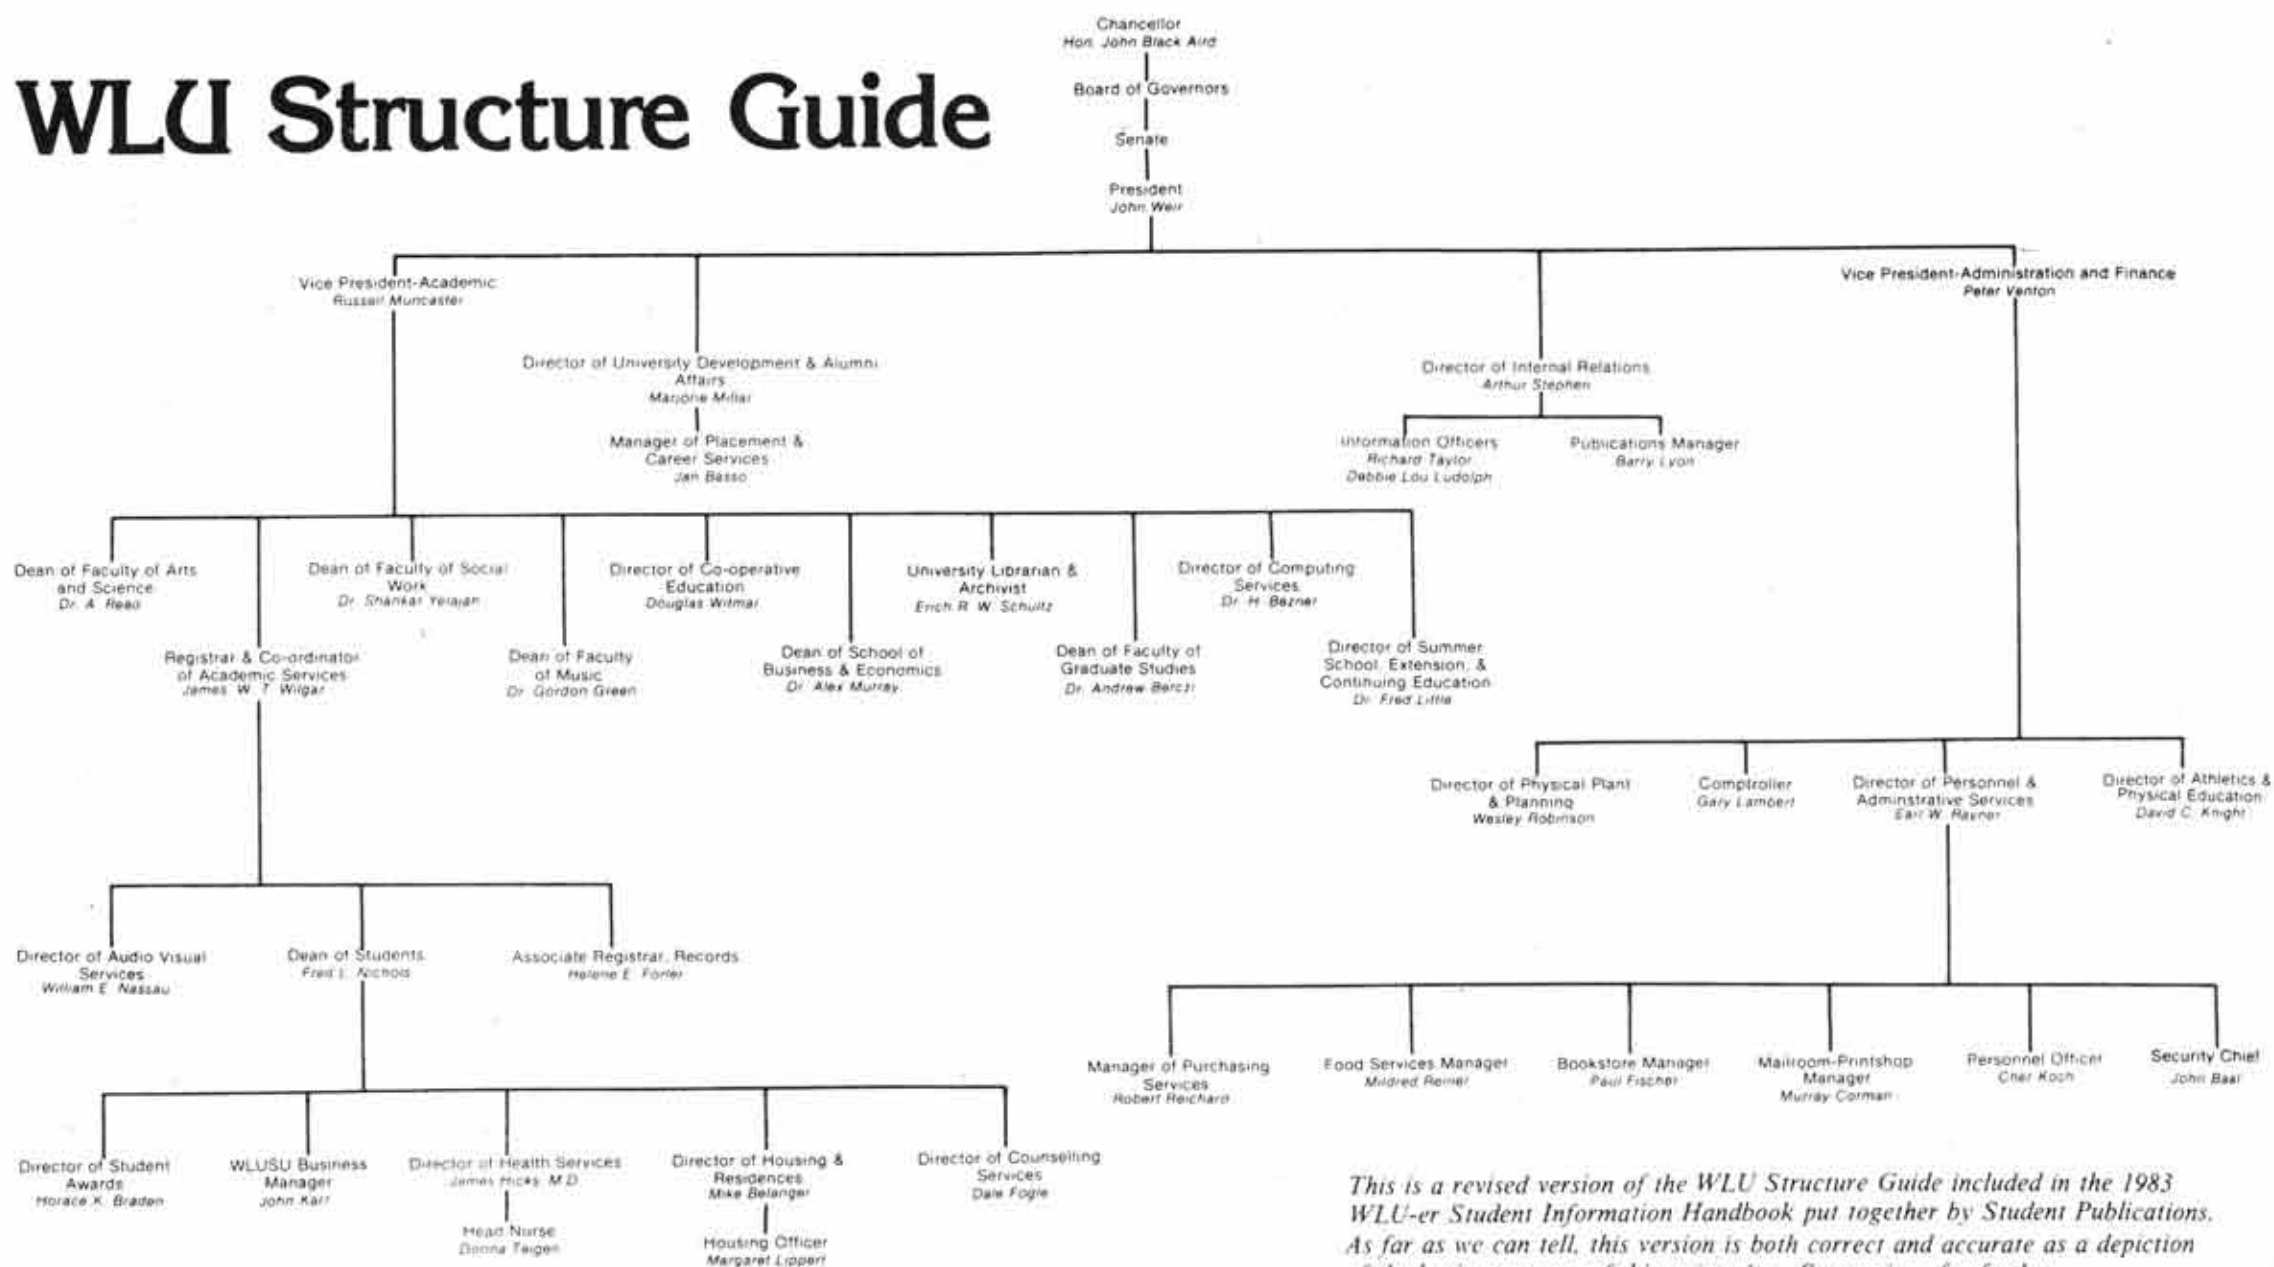 WLU Structure Guide
Chancellor
Hon. John Black Aird
Board of Governors
Senate
President
John Weir
Vice President-Academic
Russell Muncaster
Vice President-Administration and Finance
Peter Venton
Director of University Development & Alumni
Affairs
Marjorie Millar
Manager of Placement &
Career Services
Jan Basso
Director of Internal Relations
Arthur Stephen
Information Officers
Richard Taylor
Debbie Lou Ludolph
Publications Manager
Barry Lyon
Dean of Faculty of Arts
and Science
Dr. A. Read
Dean of Faculty of Social
Work
Dr. Shankar Yelajan
Director of Co-operative
Education
Douglas Witmar
University Librarian &
Archivist
Erich R. W. Schultz
Director of Computing
Services
Dr. H. Bezner
Registrar & Co-ordinator
of Academic Services
James W. T. Wilgar
Dean of Faculty
of Music
Dr. Gordon Green
Dean of School of
Business & Economics
Dr. Alex Murray
Dean of Faculty of
Graduate Studies
Dr. Andrew Berczi
Director of Summer
School, Extension, &
Continuing Education
Dr. Fred Little
Director of Physical Plant
& Planning
Wesley Robinson
Comptroller
Gary Lambert
Director of Personnel &
Adminstrative Services
Earl W. Rayner
Director of Athletics &
Physical Education
David C. Knight
Director of Audio Visual
Services
William E. Nassau
Dean of Students
Fred L. Nichols
Associate Registrar, Records
Helene E. Forler
Manager of Purchasing
Services
Robert Reichard
Food Services Manager
Mildred Reiner
Bookstore Manager
Paul Fischer
Mailroom-Printshop
Manager
Murray Corman
Personnel Officer
Cher Koch
Security Chief
John Baal
Director of Student
Awards
Horace K. Braden
WLUSU Business
Manager
John Karr
Director of Health Services
James Hicks M.D.
Head Nurse
Donna Teigen
Director of Housing &
Residences
Mike Belanger
Housing Officer
Margaret Lippert
Director of Counselling
Services
Dale Fogle
This is a revised version of the WLU Structure Guide included in the 1983
WLU-er Student Information Handbook put together by Student Publications.
As far as we can tell, this version is both correct and accurate as a depiction